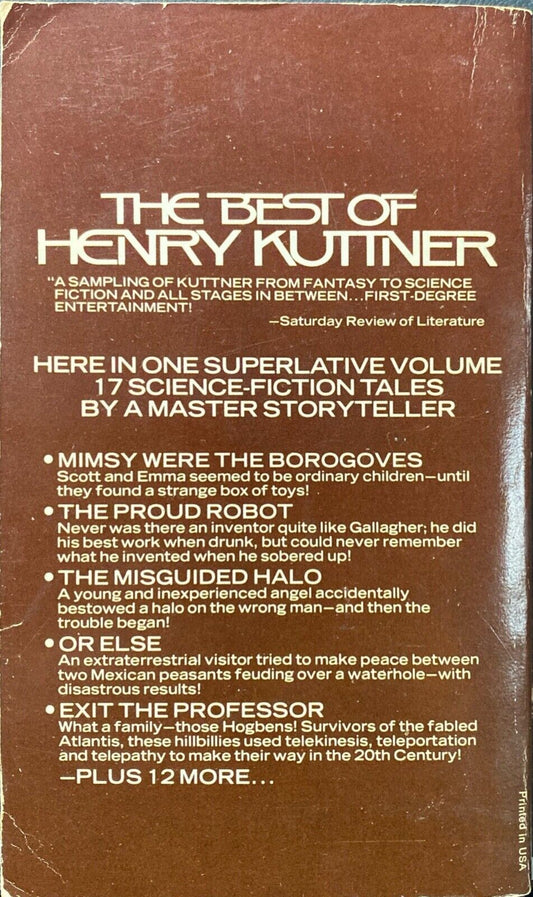 THE BEST OF
HENRY KUTTNER
"A SAMPLING OF KUTTNER FROM FANTASY TO SCIENCE
FICTION AND ALL STAGES IN BETWEEN...FIRST-DEGREE
ENTERTAINMENT!
—Saturday Review of Literature
HERE IN ONE SUPERLATIVE VOLUME
17 SCIENCE-FICTION TALES
BY A MASTER STORYTELLER
• MIMSY WERE THE BOROGOVES
Scott and Emma seemed to be ordinary children—until
they found a strange box of toys!
• THE PROUD ROBOT
Never was there an inventor quite like Gallagher; he did
his best work when drunk, but could never remember
what he invented when he sobered up!
• THE MISGUIDED HALO
A young and inexperienced angel accidentally
bestowed a halo on the wrong man—and then the
trouble began!
• OR ELSE
An extraterrestrial visitor tried to make peace between
two Mexican peasants feuding over a waterhole—with
disastrous results!
• EXIT THE PROFESSOR
What a family—those Hogbens! Survivors of the fabled
Atlantis, these hillbillies used telekinesis, teleportation
and telepathy to make their way in the 20th Century!
—PLUS 12 MORE...
Printed in USA